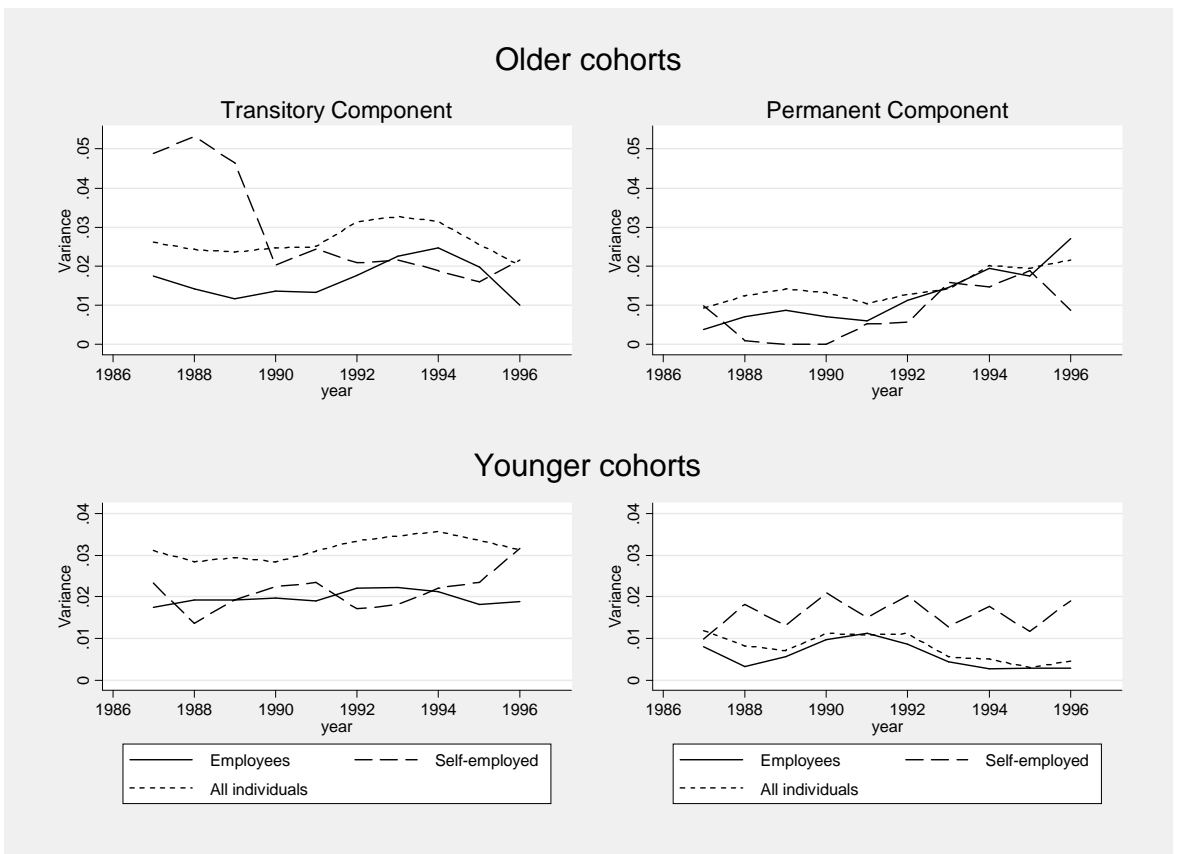 Older cohorts
Transitory Component
Variance
.05
.04
.03
.02
.01
0
1986 1988 1990 1992 1994 1996
year
Permanent Component
Variance
.05
.04
.03
.02
.01
0
1986 1988 1990 1992 1994 1996
year
Younger cohorts
Variance
.04
.03
.02
.01
0
1986 1988 1990 1992 1994 1996
year
Variance
.04
.03
.02
.01
0
1986 1988 1990 1992 1994 1996
year
Employees Self-employed
All individuals
Employees Self-employed
All individuals